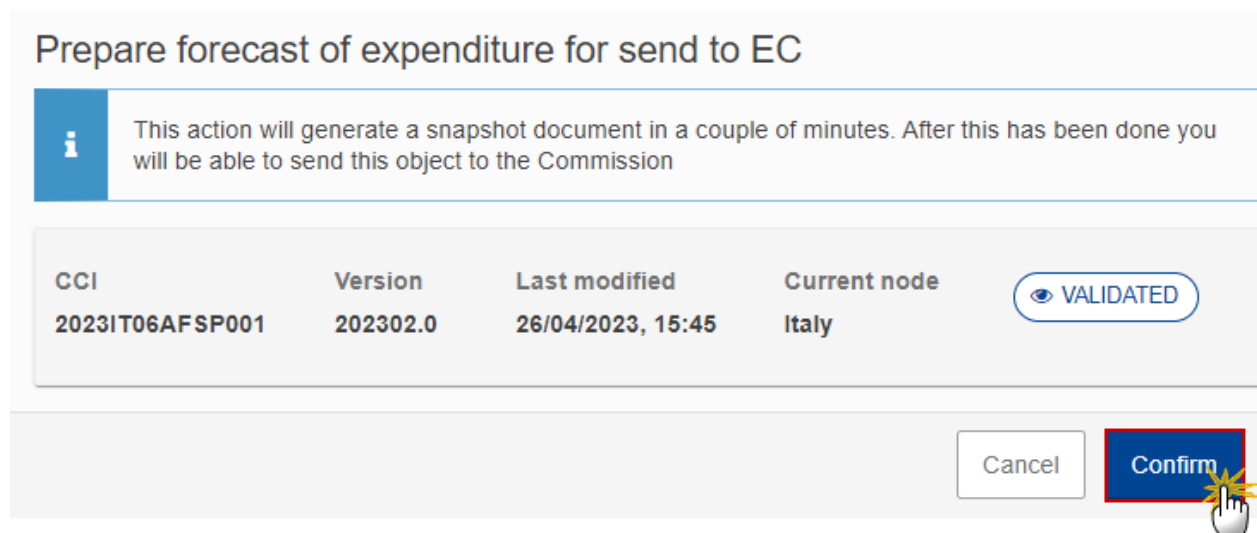 Prepare forecast of expenditure for send to EC
i
This action will generate a snapshot document in a couple of minutes. After this has been done you
will be able to send this object to the Commission
CCI Version Last modified Current node
VALIDATED
2023IT06AFSP001 202302.0 26/04/2023, 15:45 Italy
Cancel Confirm